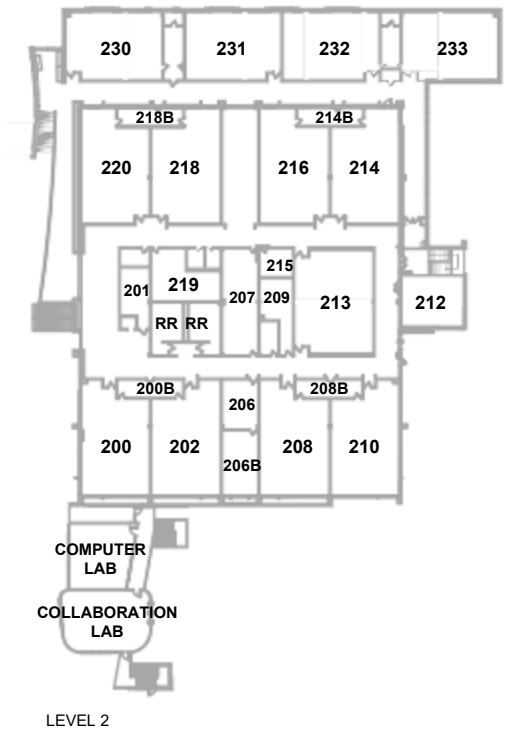 230
231
232
233
218B
214B
220
218
216
214
215
201
219
207
209
213
212
RR
RR
200B
208B
206
200
202
208
210
206B
COMPUTER
LAB
COLLABORATION
LAB
LEVEL 2